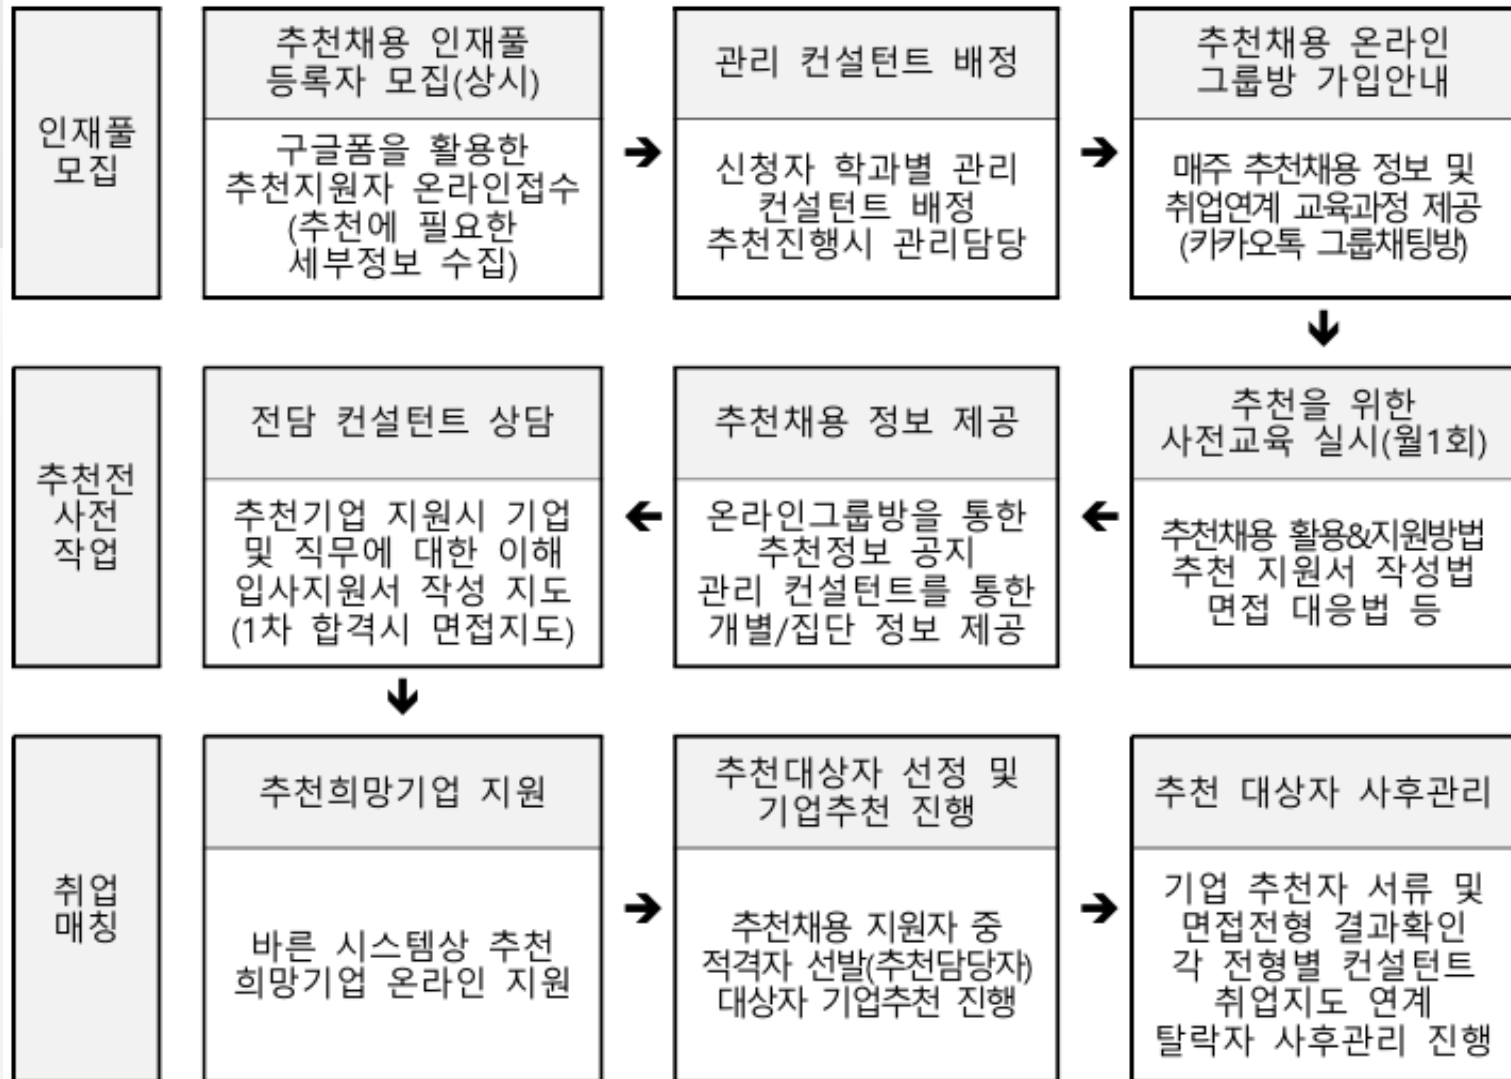 인재풀
모집
추천채용 인재풀
등록자 모집(상시)
구글폼을 활용한
추천지원자 온라인접수
(추천에 필요한
세부정보 수집)
관리 컨설턴트 배정
신청자 학과별 관리
컨설턴트 배정
추천진행시 관리담당
추천채용 온라인
그룹방 가입안내
매주 추천채용 정보 및
취업연계 교육과정 제공
(카카오톡 그룹채팅방)
추천전
사전
작업
추천을 위한
사전교육 실시(월1회)
추천채용 활용&지원방법
추천 지원서 작성법
면접 대응법 등
추천채용 정보 제공
온라인그룹방을 통한
추천정보 공지
관리 컨설턴트를 통한
개별/집단 정보 제공
전담 컨설턴트 상담
추천기업 지원시 기업
및 직무에 대한 이해
입사지원서 작성 지도
(1차 합격시 면접지도)
취업
매칭
추천희망기업 지원
바른 시스템상 추천
희망기업 온라인 지원
추천대상자 선정 및
기업추천 진행
추천채용 지원자 중
적격자 선발(추천담당자)
대상자 기업추천 진행
추천 대상자 사후관리
기업 추천자 서류 및
면접전형 결과확인
각 전형별 컨설턴트
취업지도 연계
탈락자 사후관리 진행